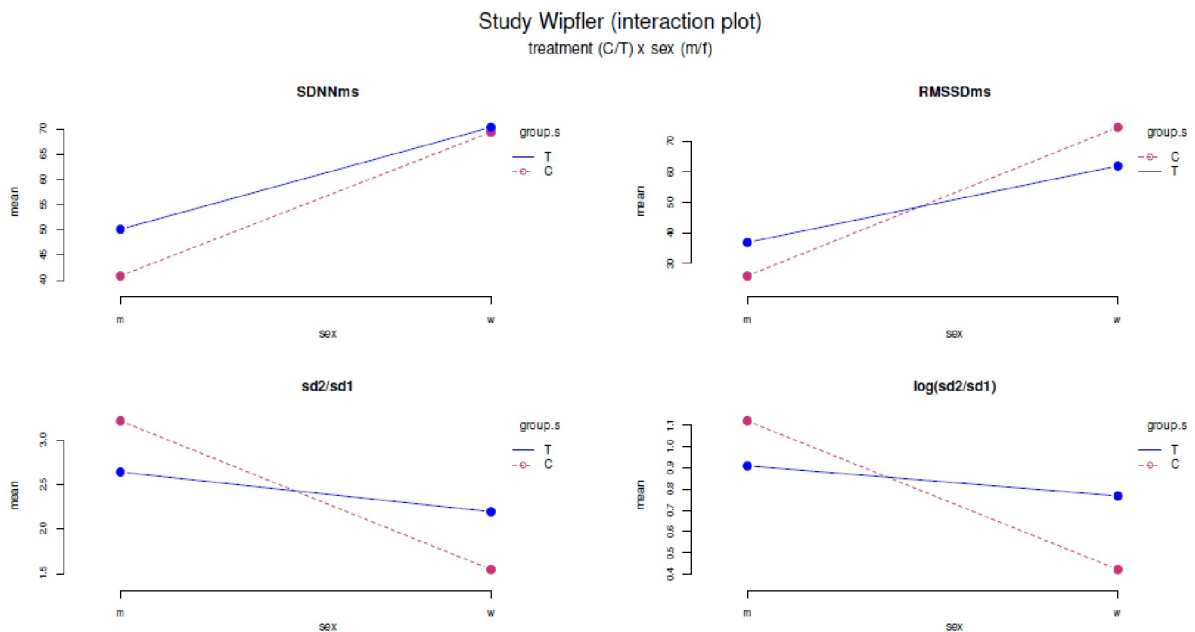 Study Wipfler (interaction plot)
treatment (C/T) x sex (m/f)
SDNNms
mean
40
45
50
55
60
65
70
m
w
sex
group.s
T
C
RMSSDms
mean
30
40
50
60
70
m
w
sex
group.s
C
T
sd2/sd1
mean
1.5
2.0
2.5
3.0
m
w
sex
group.s
T
C
log(sd2/sd1)
mean
0.4
0.5
0.6
0.7
0.8
0.9
1.0
1.1
m
w
sex
group.s
T
C